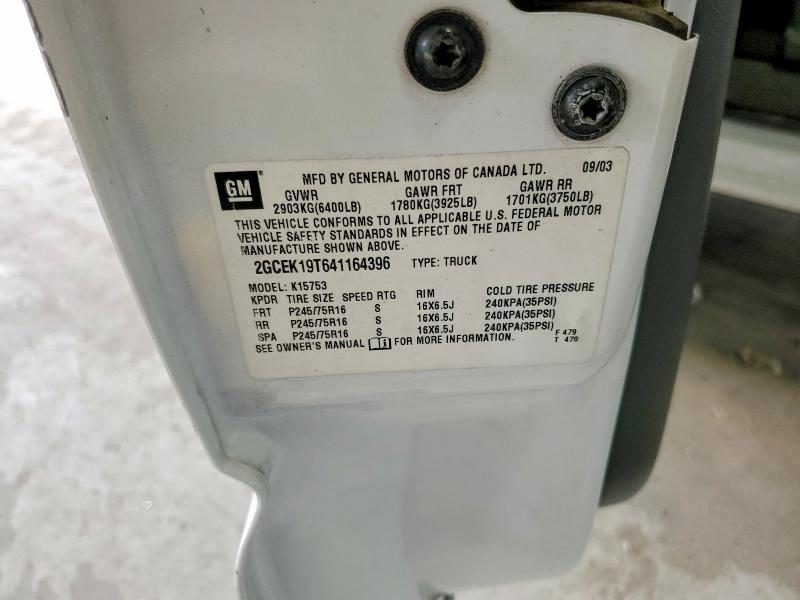 GM ® MFD BY GENERAL MOTORS OF CANADA LTD. 09/03
GVWR GAWR FRT GAWR RR
2903KG(6400LB) 1780KG(3925LB) 1701KG(3750LB)
THIS VEHICLE CONFORMS TO ALL APPLICABLE U.S. FEDERAL MOTOR
VEHICLE SAFETY STANDARDS IN EFFECT ON THE DATE OF
MANUFACTURE SHOWN ABOVE.
2GCEK19T641164396 TYPE: TRUCK
MODEL: K15753
KPDR TIRE SIZE SPEED RTG RIM COLD TIRE PRESSURE
FRT P245/75R16 S 16X6.5J 240KPA(35PSI)
RR P245/75R16 S 16X6.5J 240KPA(35PSI)
SPA P245/75R16 S 16X6.5J 240KPA(35PSI)
SEE OWNER'S MANUAL FOR MORE INFORMATION. F 479
T 470